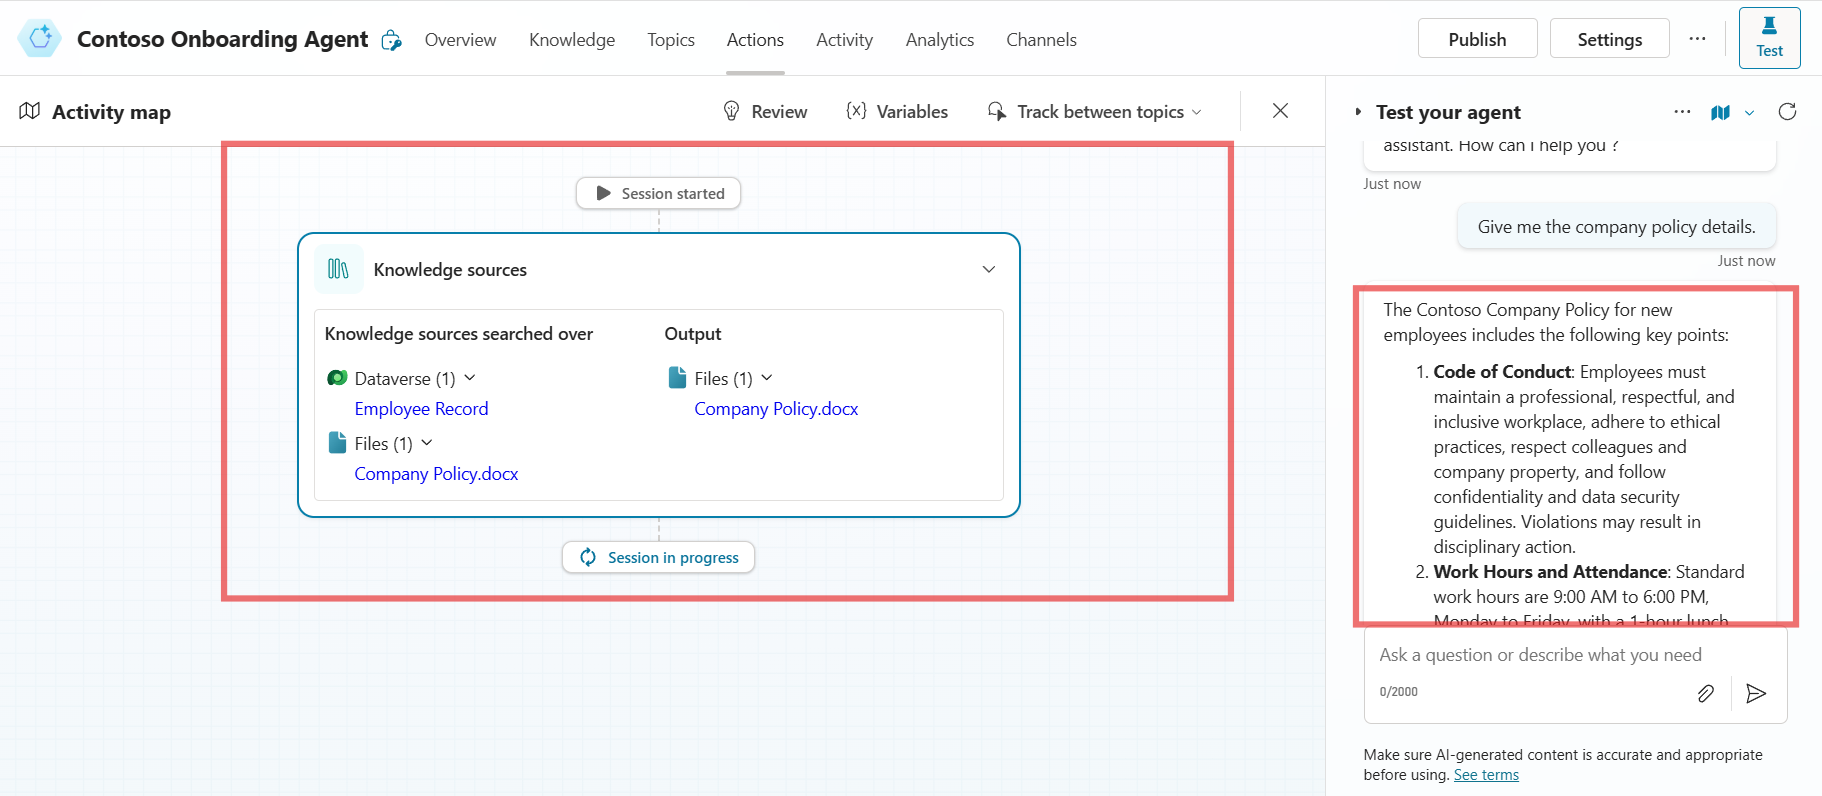 Contoso Onboarding Agent
Overview
Knowledge
Topics
Actions
Activity
Analytics
Channels
Publish
Settings
Test
Activity map
Review
{x} Variables
Track between topics
Session started
Knowledge sources
Knowledge sources searched over
Output
Dataverse (1)
Employee Record
Files (1)
Company Policy.docx
Files (1)
Company Policy.docx
Session in progress
Test your agent
assistant. How can I help you ?
Just now
Give me the company policy details.
Just now
The Contoso Company Policy for new
employees includes the following key points:
1. Code of Conduct: Employees must
maintain a professional, respectful, and
inclusive workplace, adhere to ethical
practices, respect colleagues and
company property, and follow
confidentiality and data security
guidelines. Violations may result in
disciplinary action.
2. Work Hours and Attendance: Standard
work hours are 9:00 AM to 6:00 PM,
Monday to Friday, with a 1-hour lunch
Ask a question or describe what you need
0/2000
Make sure AI-generated content is accurate and appropriate
before using. See terms